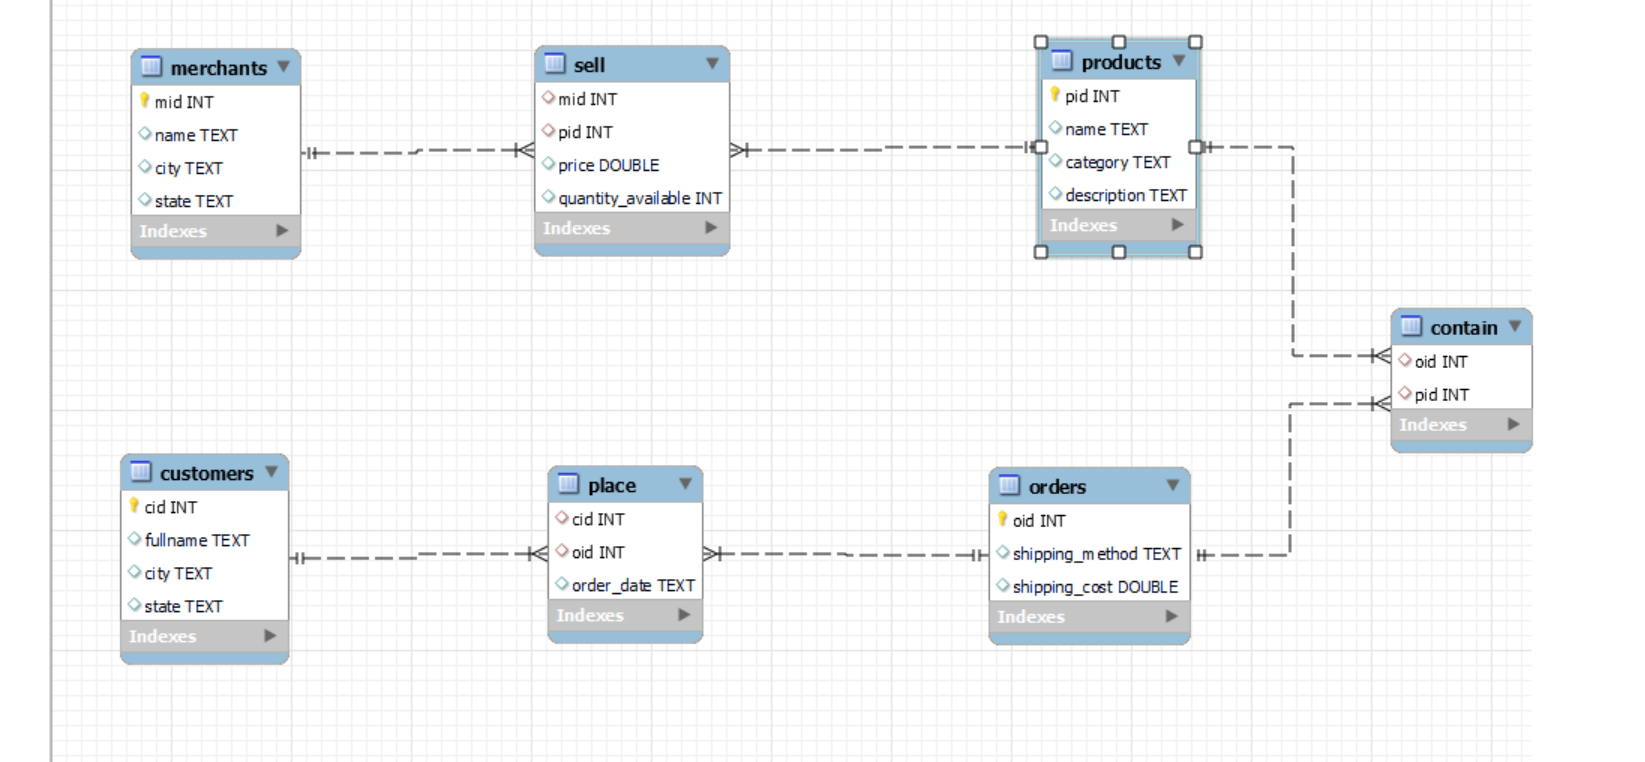 merchants
mid INT
name TEXT
city TEXT
state TEXT
Indexes
sell
mid INT
pid INT
price DOUBLE
quantity_available INT
Indexes
products
pid INT
name TEXT
category TEXT
description TEXT
Indexes
contain
oid INT
pid INT
Indexes
customers
cid INT
fullname TEXT
city TEXT
state TEXT
Indexes
place
cid INT
oid INT
order_date TEXT
Indexes
orders
oid INT
shipping_method TEXT
shipping_cost DOUBLE
Indexes